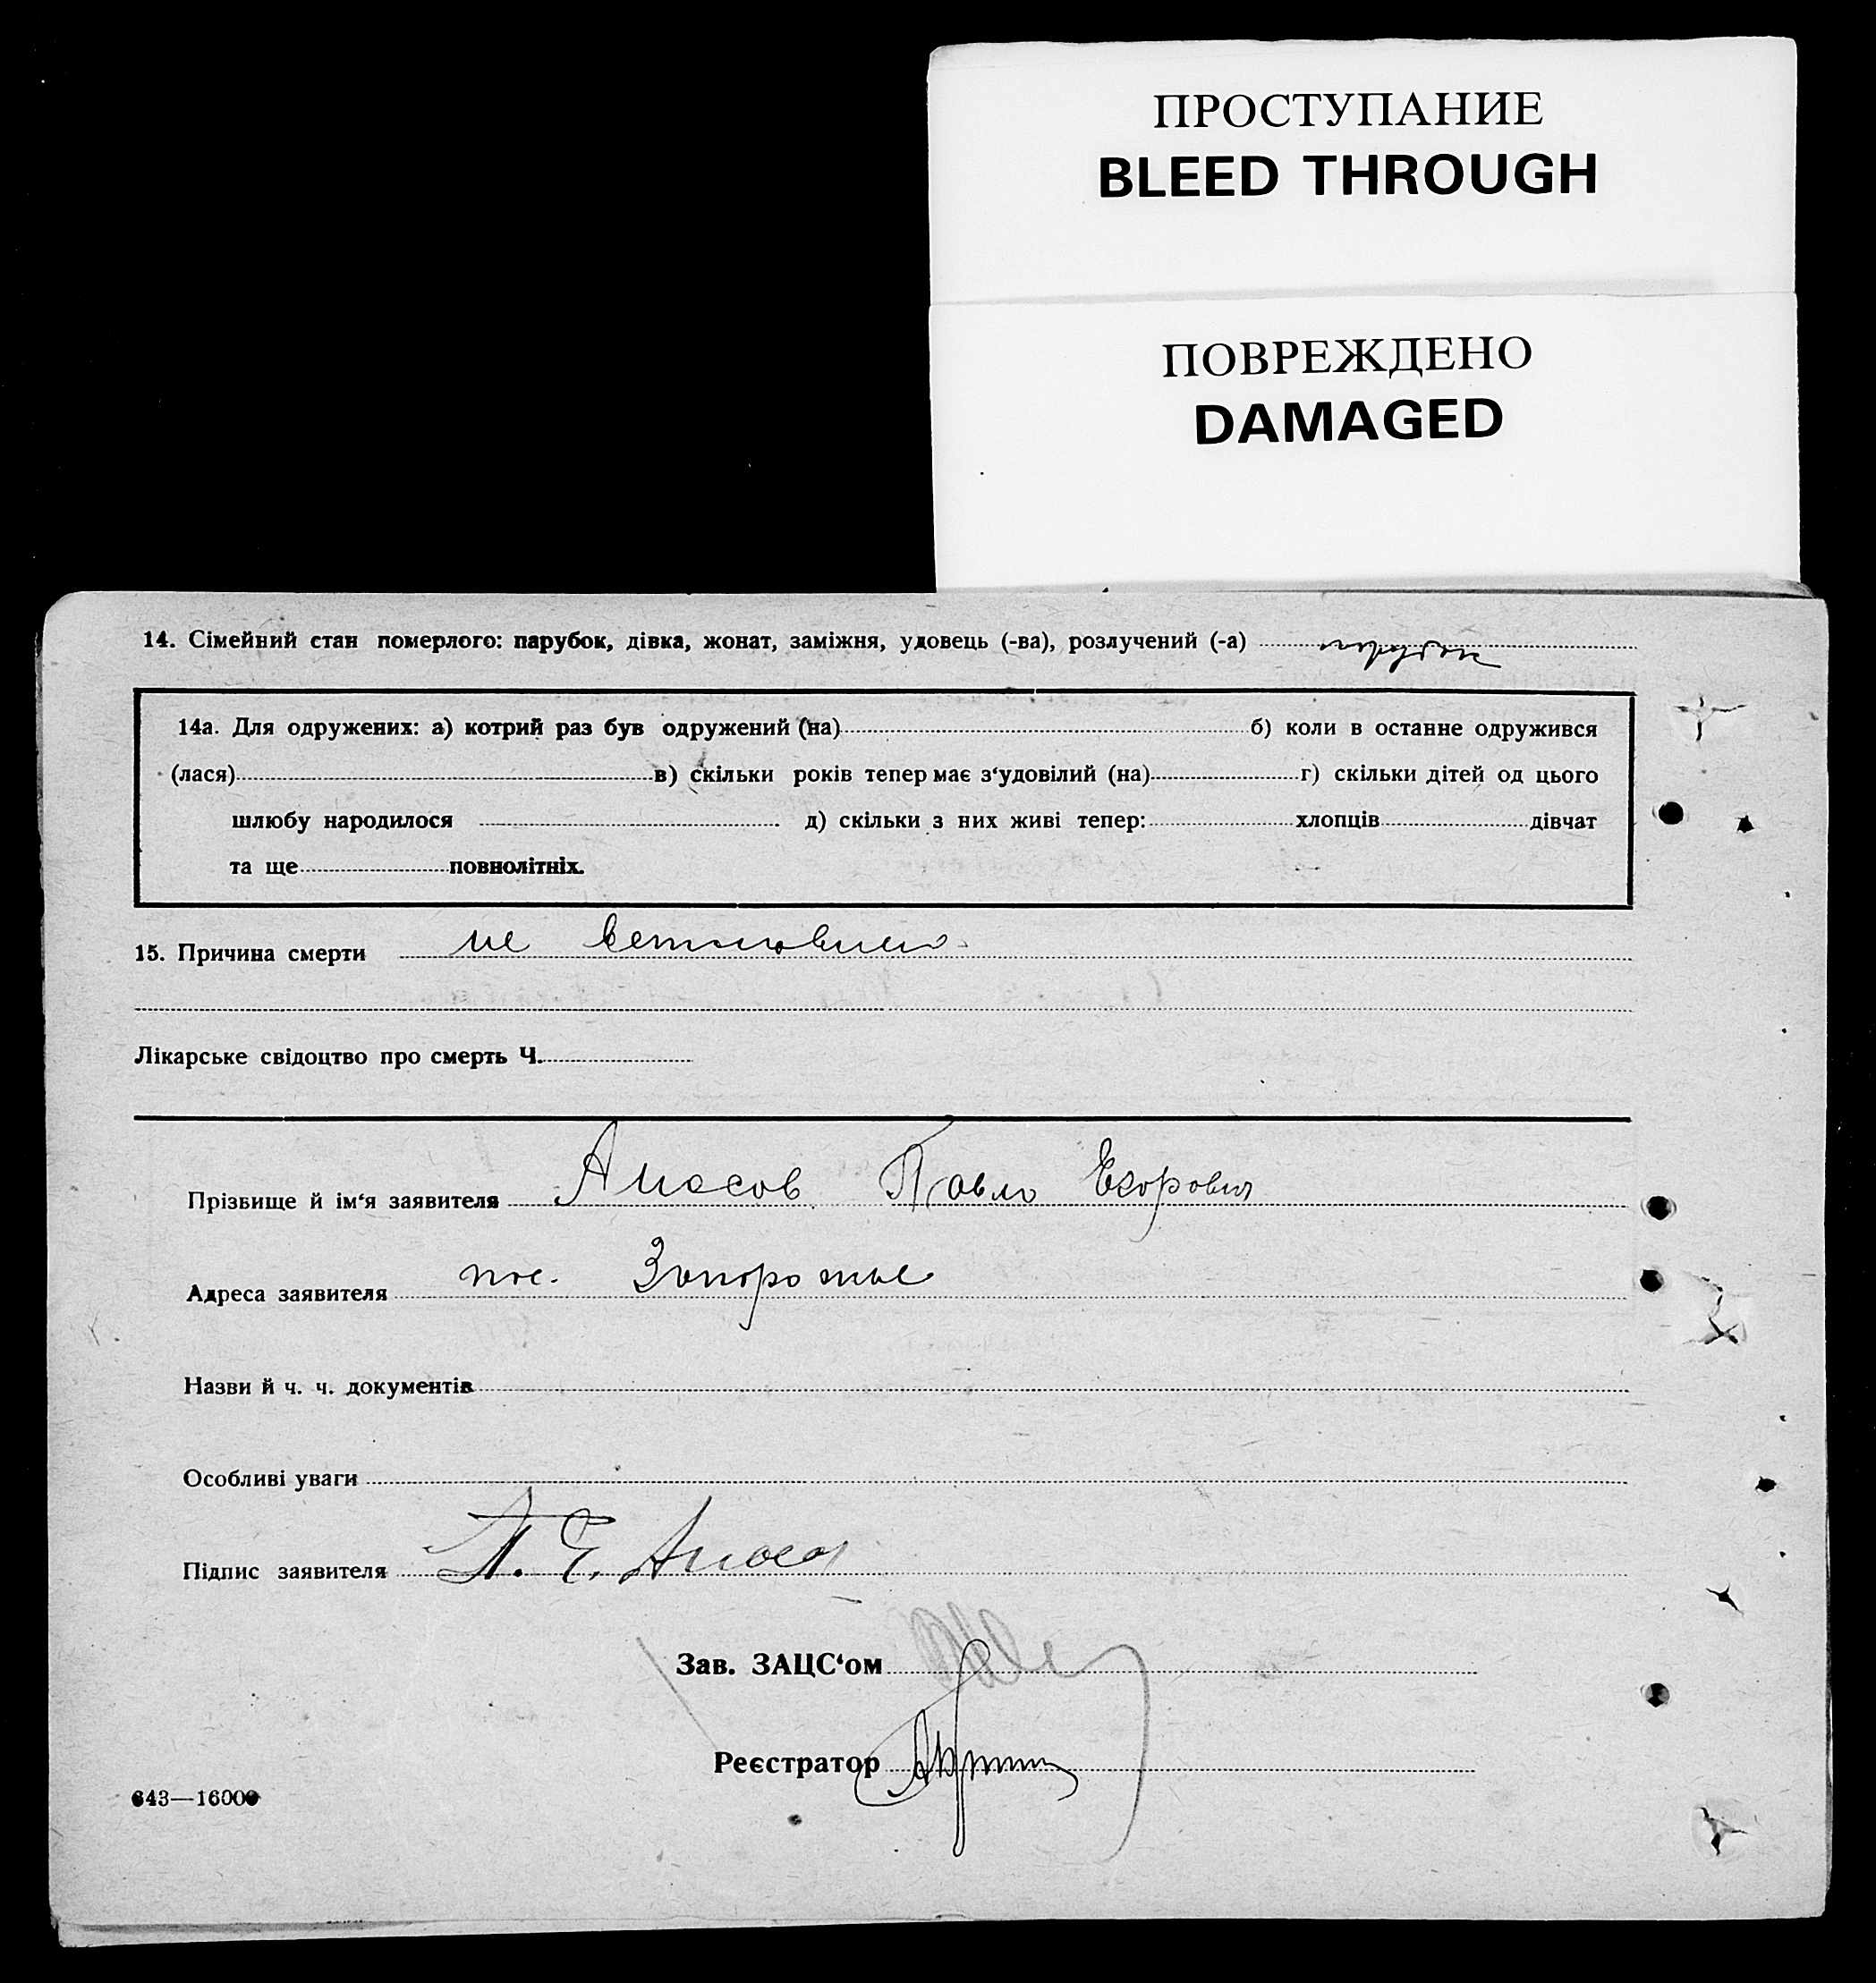 ПРОСТУПАНИЕ
BLEED THROUGH
ПОВРЕЖДЕНО
DAMAGED
14. Сімейний стан померлого: парубок, дівка, жонат, заміжня, удовець (-ва), розлучений (-а) парубок
14а. Для одружених: а) котрий раз був одружений (на) б) коли в останне одружився
(лася) в) скільки років тепер має з‘удовілий (на) г) скільки дітей од цього
шлюбу народилося д) скільки з них живі тепер: хлопців дівчат
та ще повнолітніх.
15. Причина смерти не встановлено
Лікарське свідоцтво про смерть Ч.
Прізвище й ім‘я заявителя Аносов Павло Егорович
Адреса заявителя пос. Запорожье
Назви й ч. ч. документів
Особливі уваги
Підпис заявителя П. Е. Аносов
Зав. ЗАЦС‘ом
Реєстратор
643—16000